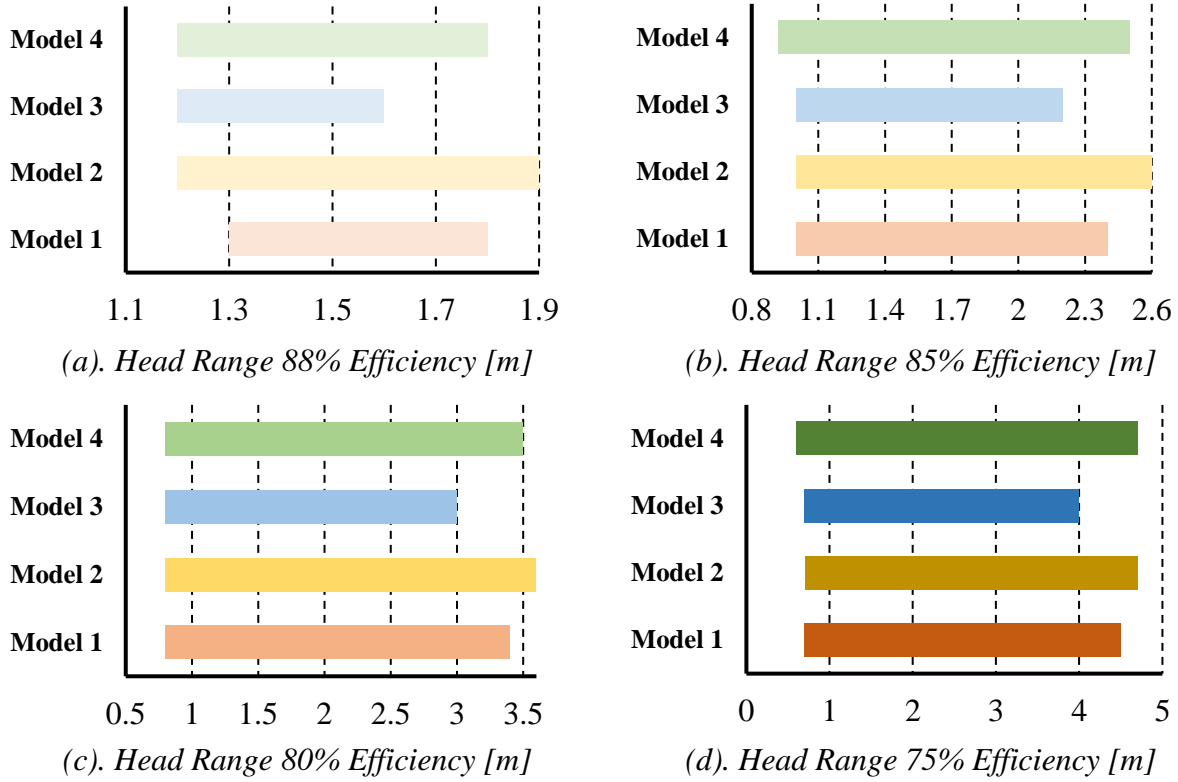 Model 4
Model 3
Model 2
Model 1
1.1 1.3 1.5 1.7 1.9
(a). Head Range 88% Efficiency [m]
Model 4
Model 3
Model 2
Model 1
0.8 1.1 1.4 1.7 2 2.3 2.6
(b). Head Range 85% Efficiency [m]
Model 4
Model 3
Model 2
Model 1
0.5 1 1.5 2 2.5 3 3.5
(c). Head Range 80% Efficiency [m]
Model 4
Model 3
Model 2
Model 1
0 1 2 3 4 5
(d). Head Range 75% Efficiency [m]